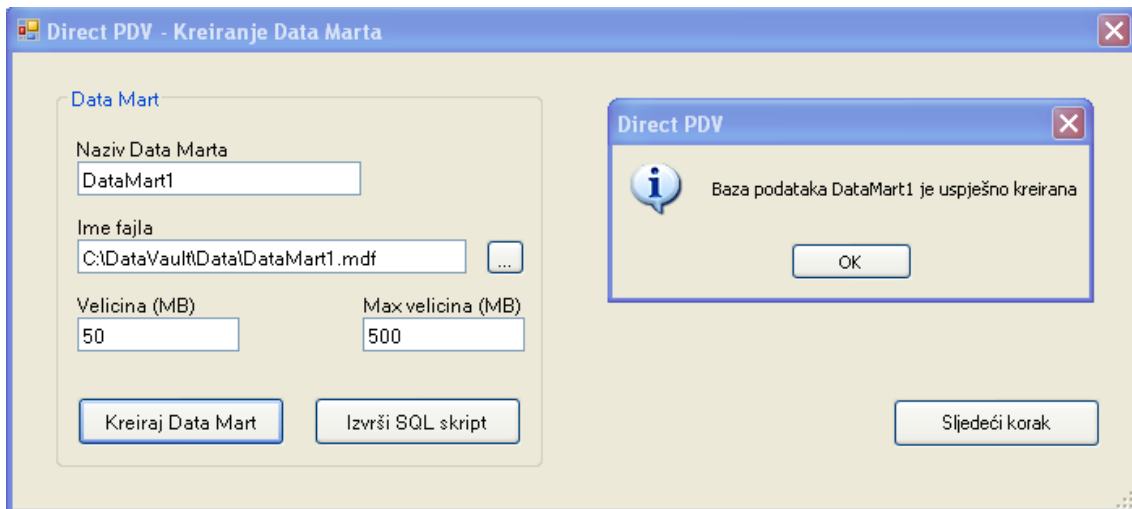 Direct PDV - Kreiranje Data Marta
Data Mart
Naziv Data Marta
DataMart1
Ime fajla
C:\DataVault\Data\DataMart1.mdf
...
Velicina (MB)
Max velicina (MB)
50
500
Kreiraj Data Mart
Izvrši SQL skript
Direct PDV
Baza podataka DataMart1 je uspješno kreirana
OK
Sljedeći korak